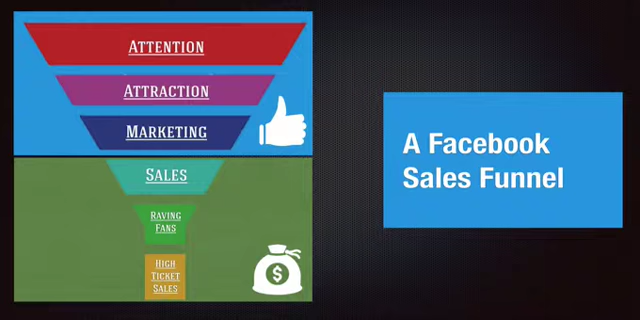 ATTENTION
ATTRACTION
MARKETING
SALES
RAVING
FANS
HIGH
TICKET
SALES
$
A Facebook
Sales Funnel